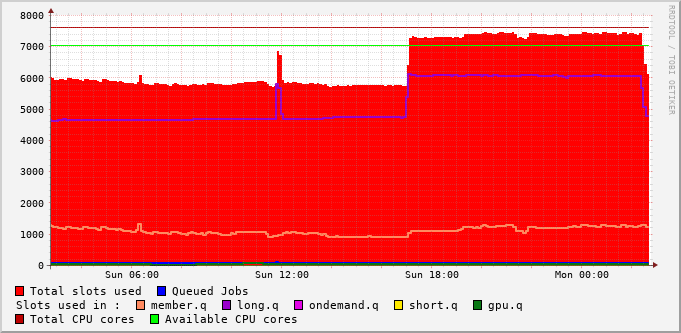 8000
7000
6000
5000
4000
3000
2000
1000
0
Sun 06:00 Sun 12:00 Sun 18:00 Mon 00:00
Total slots used Queued Jobs
Slots used in : member.q long.q ondemand.q short.q gpu.q
Total CPU cores Available CPU cores
RRDTOOL / TOBI OETIKER